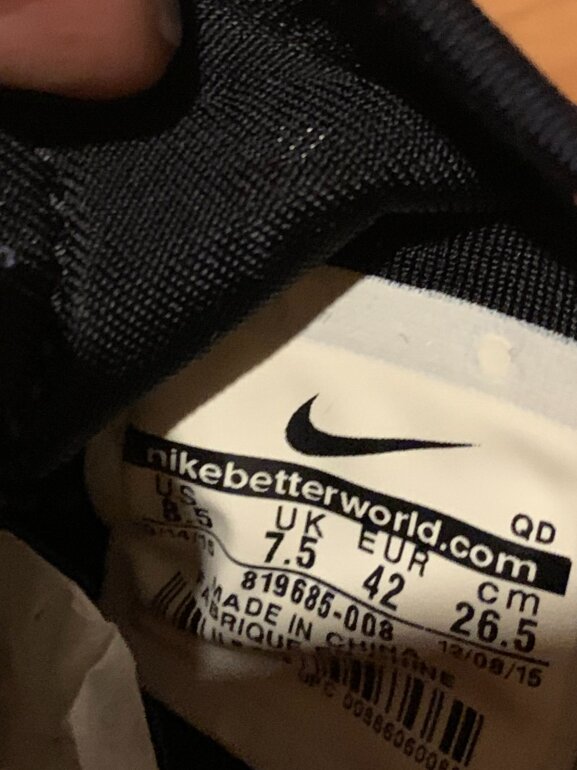 nikebetterworld.com
QD
US UK EUR cm
8.5 7.5 42 26.5
12/08/15
819685-008
MADE IN CHINA
UPC